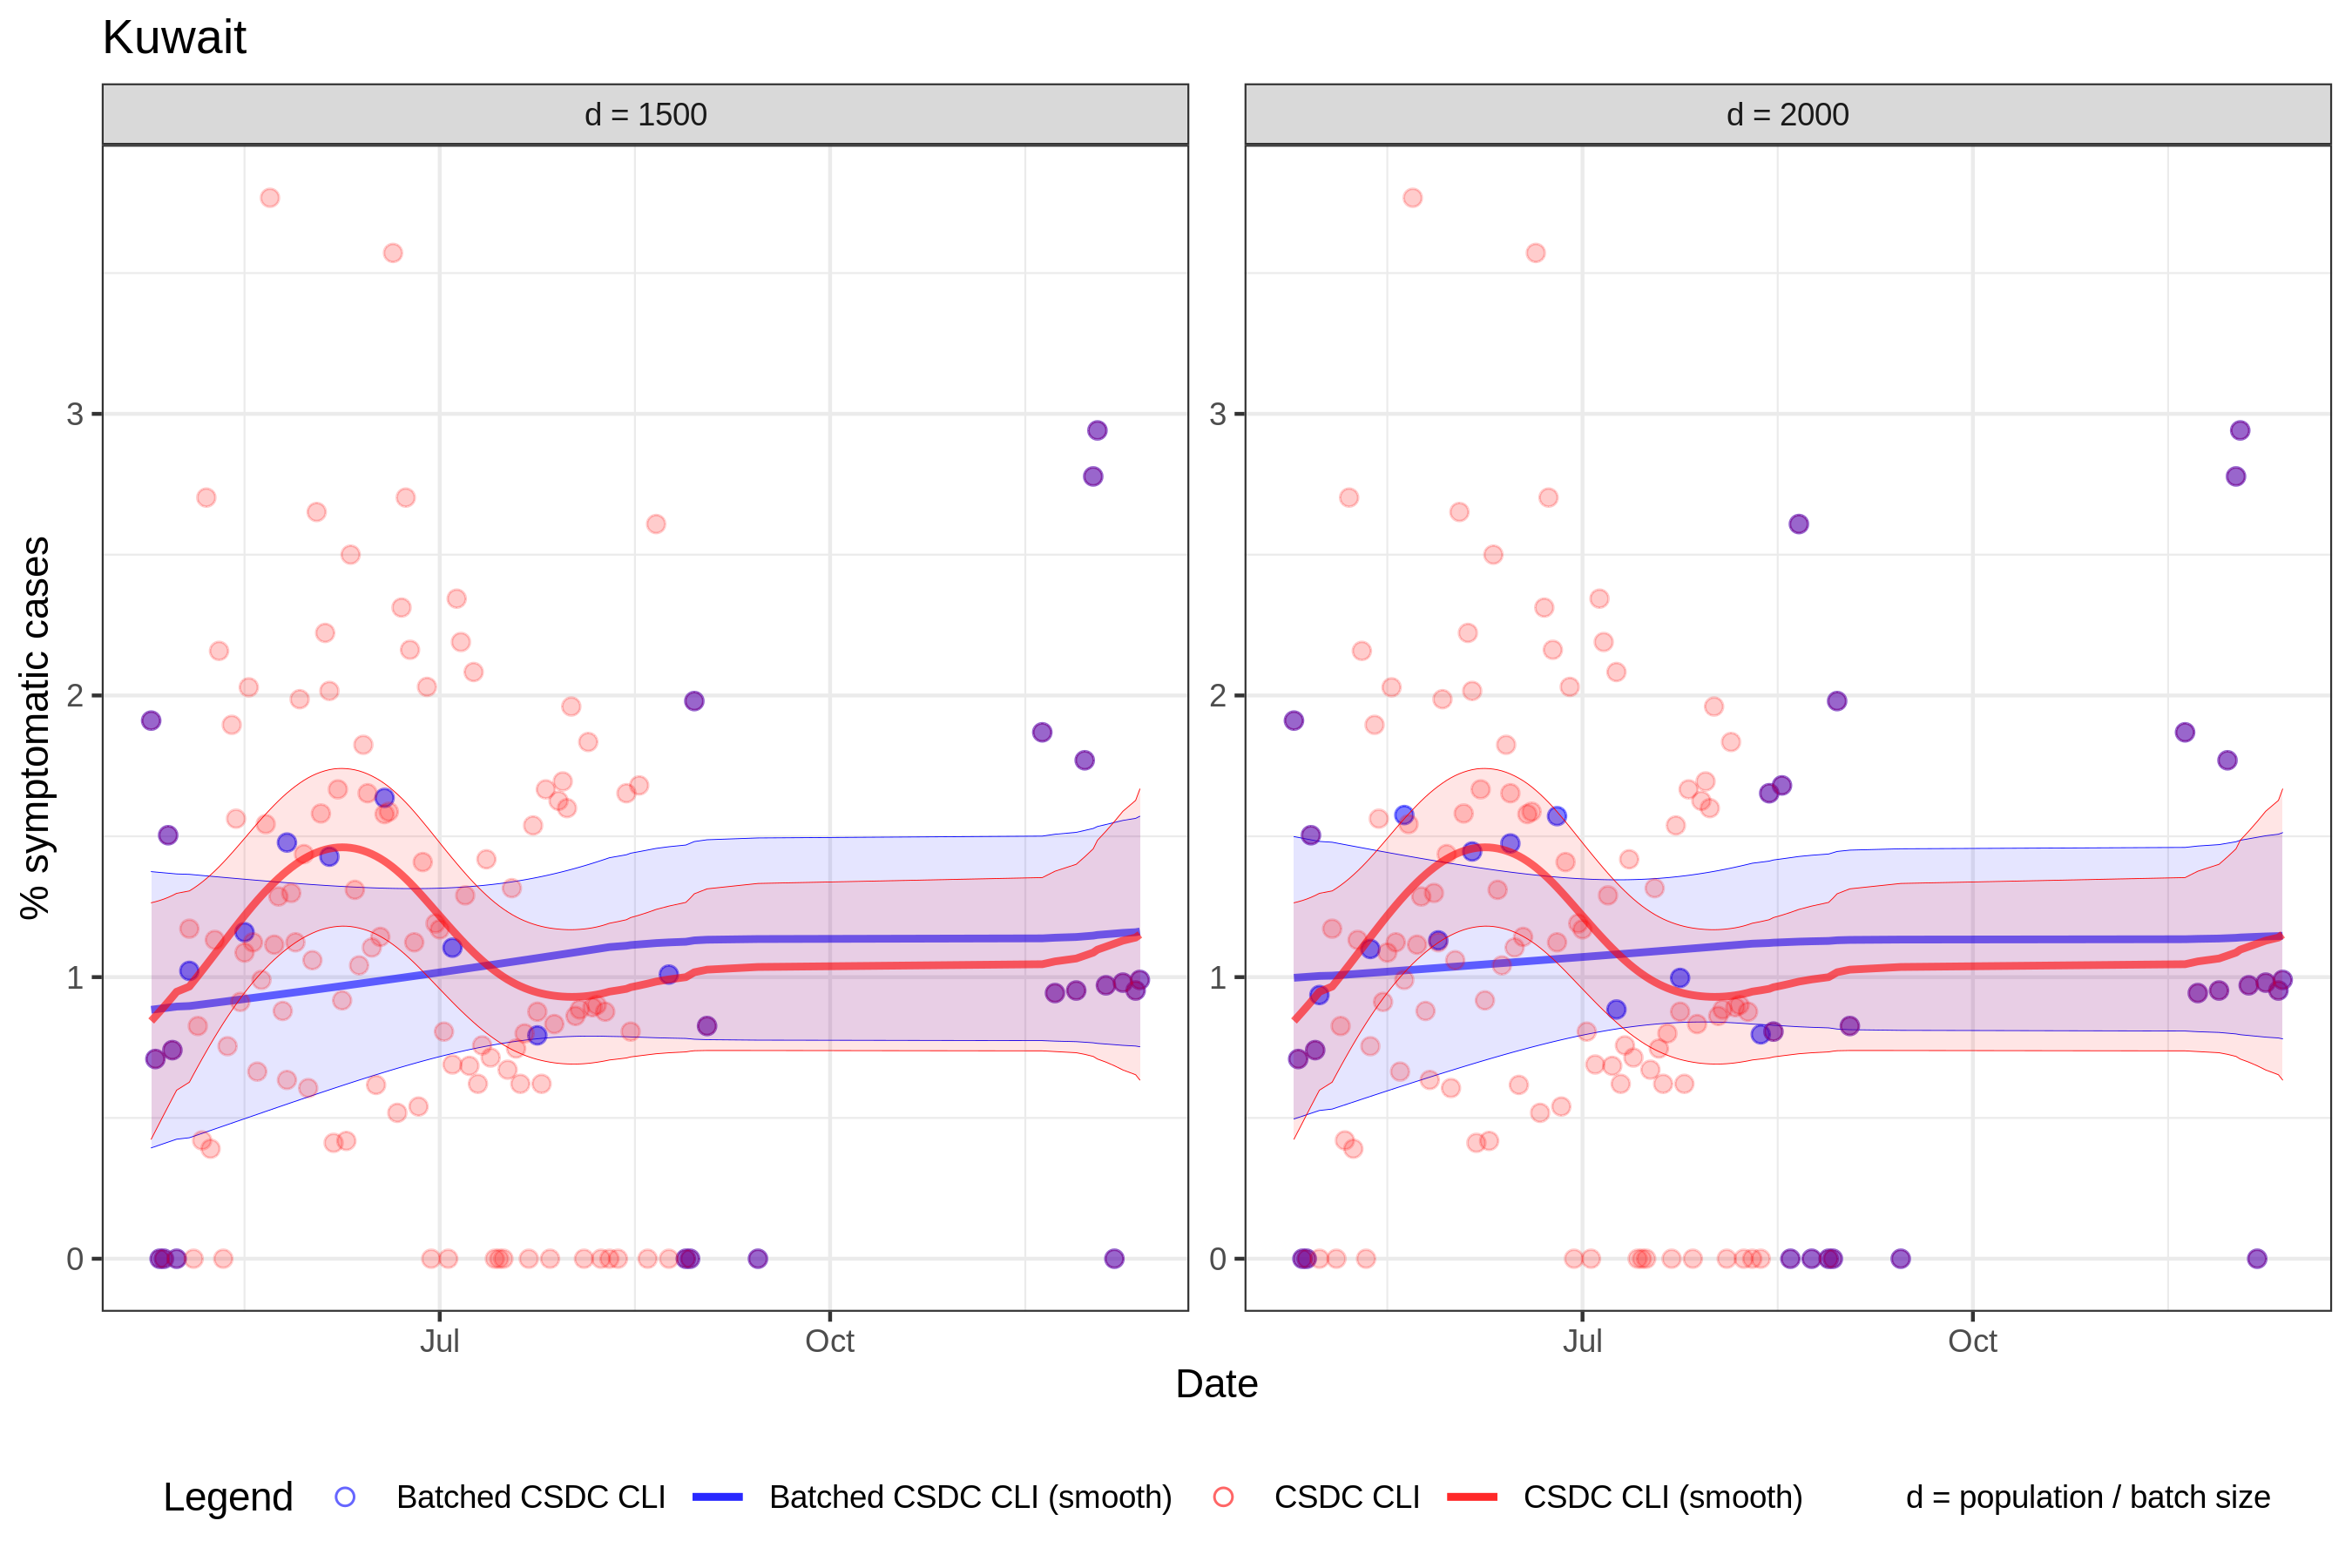 Kuwait
d = 1500
d = 2000
% symptomatic cases
3
2
1
0
3
2
1
0
Jul
Oct
Jul
Oct
Date
Legend
Batched CSDC CLI
Batched CSDC CLI (smooth)
CSDC CLI
CSDC CLI (smooth)
d = population / batch size